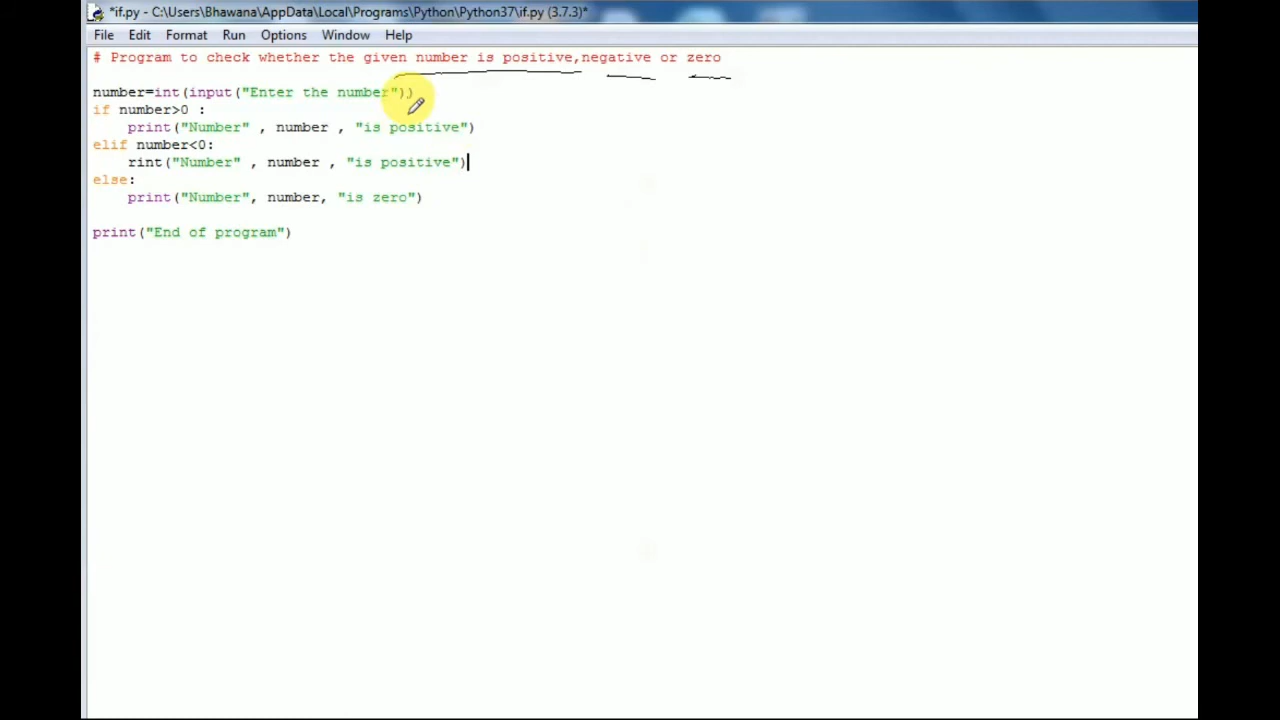 *if.py - C:\Users\Bhawana\AppData\Local\Programs\Python\Python37\if.py (3.7.3)*
File Edit Format Run Options Window Help
# Program to check whether the given number is positive,negative or zero
number=int(input("Enter the number"))
if number>0 :
    print("Number" , number , "is positive")
elif number<0:
    rint("Number" , number , "is positive")
else:
    print("Number", number, "is zero")
print("End of program")